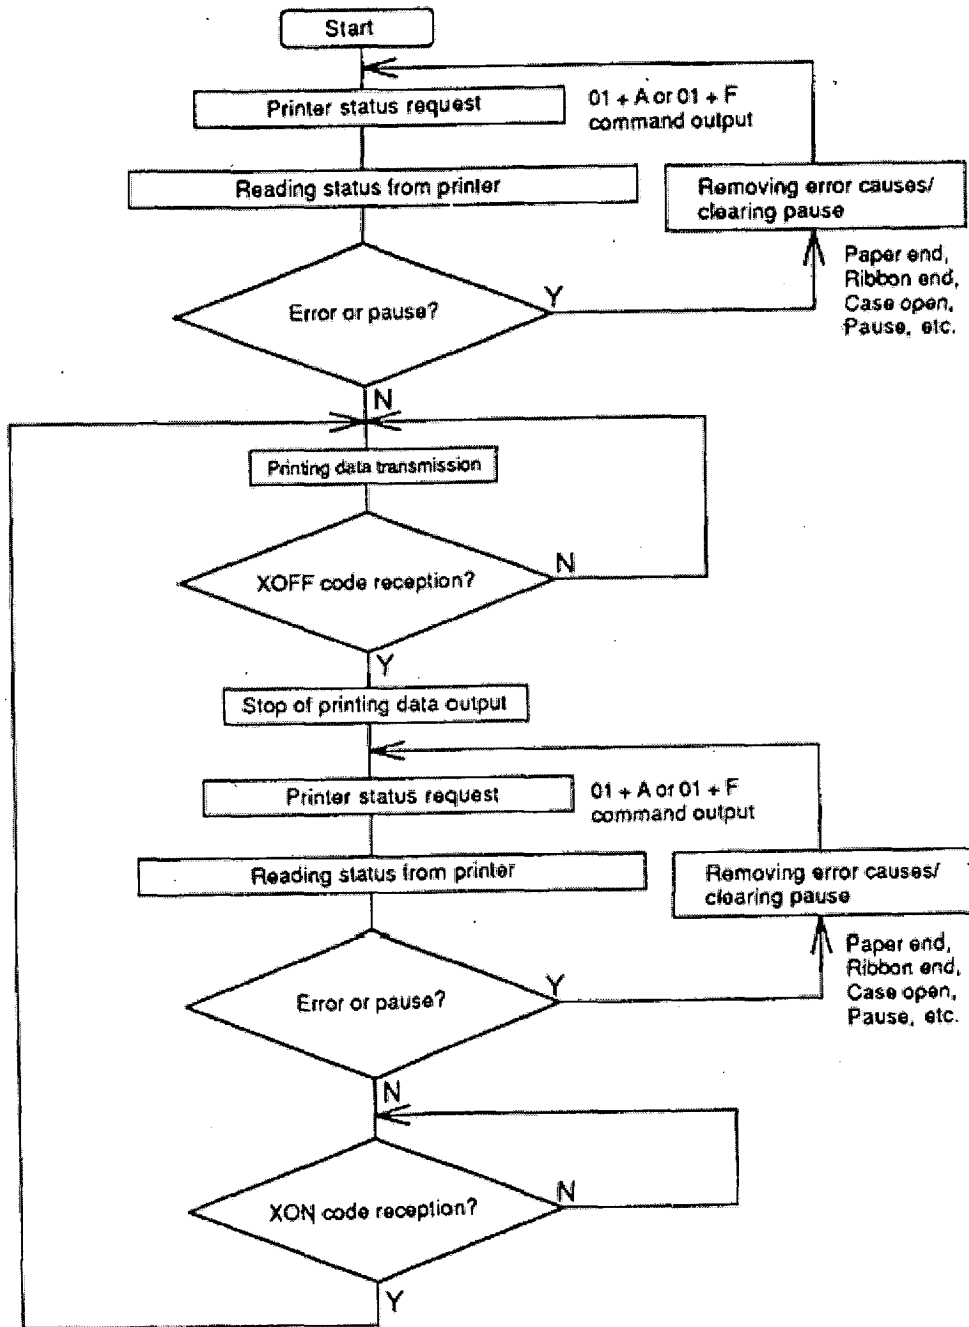 Start
Printer status request
01 + A or 01 + F
command output
Reading status from printer
Removing error causes/
clearing pause
Paper end,
Ribbon end,
Case open,
Pause, etc.
Error or pause?
Y
N
Printing data transmission
XOFF code reception?
N
Y
Stop of printing data output
Printer status request
01 + A or 01 + F
command output
Reading status from printer
Removing error causes/
clearing pause
Paper end,
Ribbon end,
Case open,
Pause, etc.
Error or pause?
Y
N
XON code reception?
N
Y